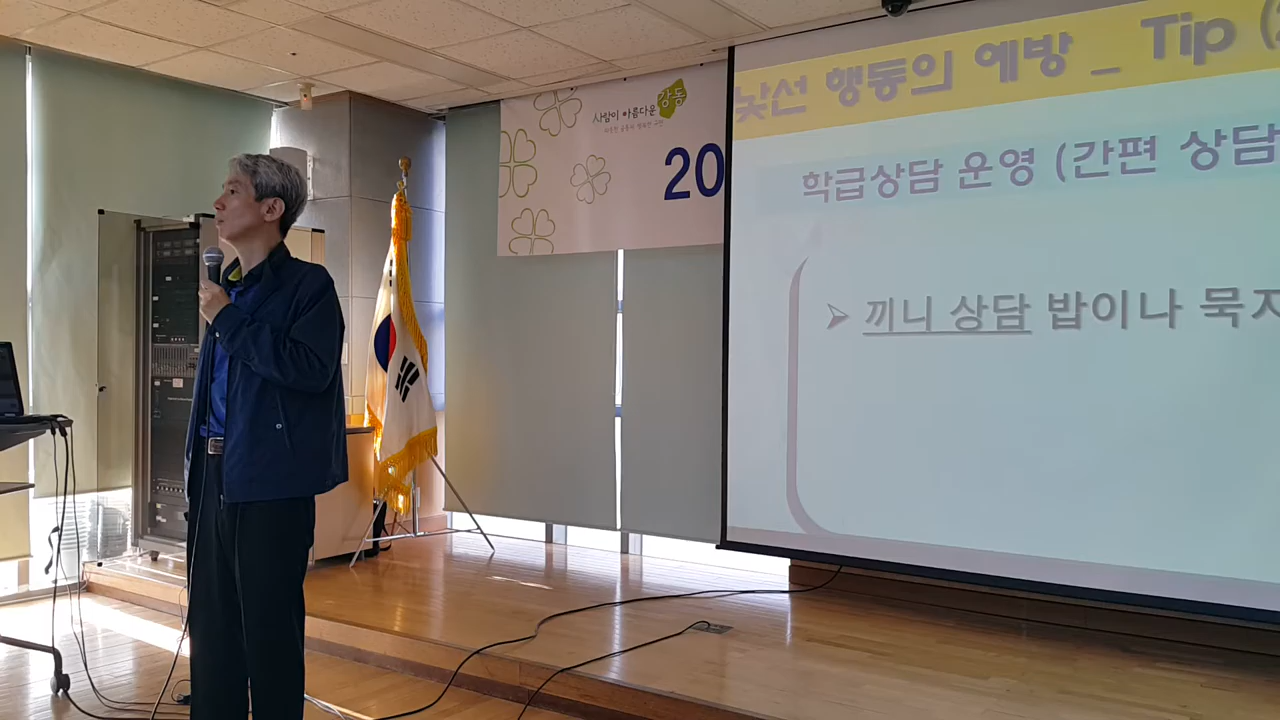 사람이 아름다운 강동
20
낯선 행동의 예방 _ Tip (
학급상담 운영 (간편 상담
➢ 끼니 상담 밥이나 묵지